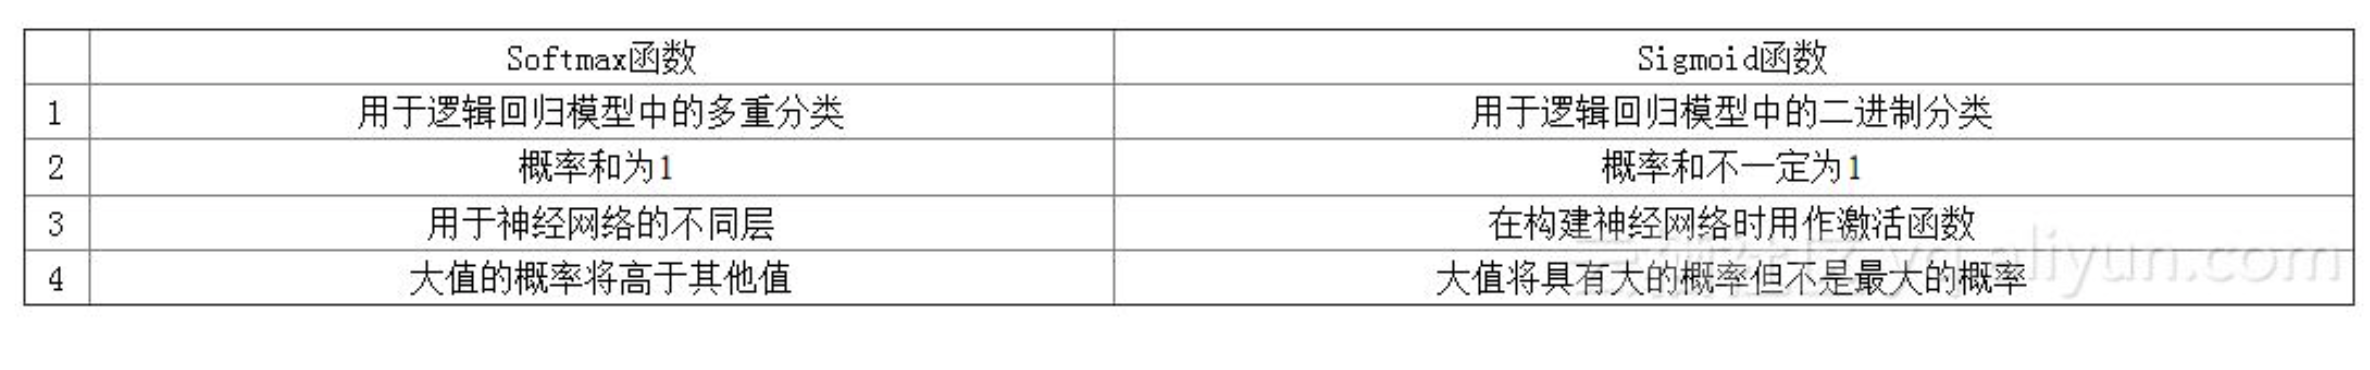 Softmax函数 Sigmoid函数
1 用于逻辑回归模型中的多重分类 用于逻辑回归模型中的二进制分类
2 概率和为1 概率和不一定为1
3 用于神经网络的不同层 在构建神经网络时用作激活函数
4 大值的概率将高于其他值 大值将具有大的概率但不是最大的概率
aliyun.com